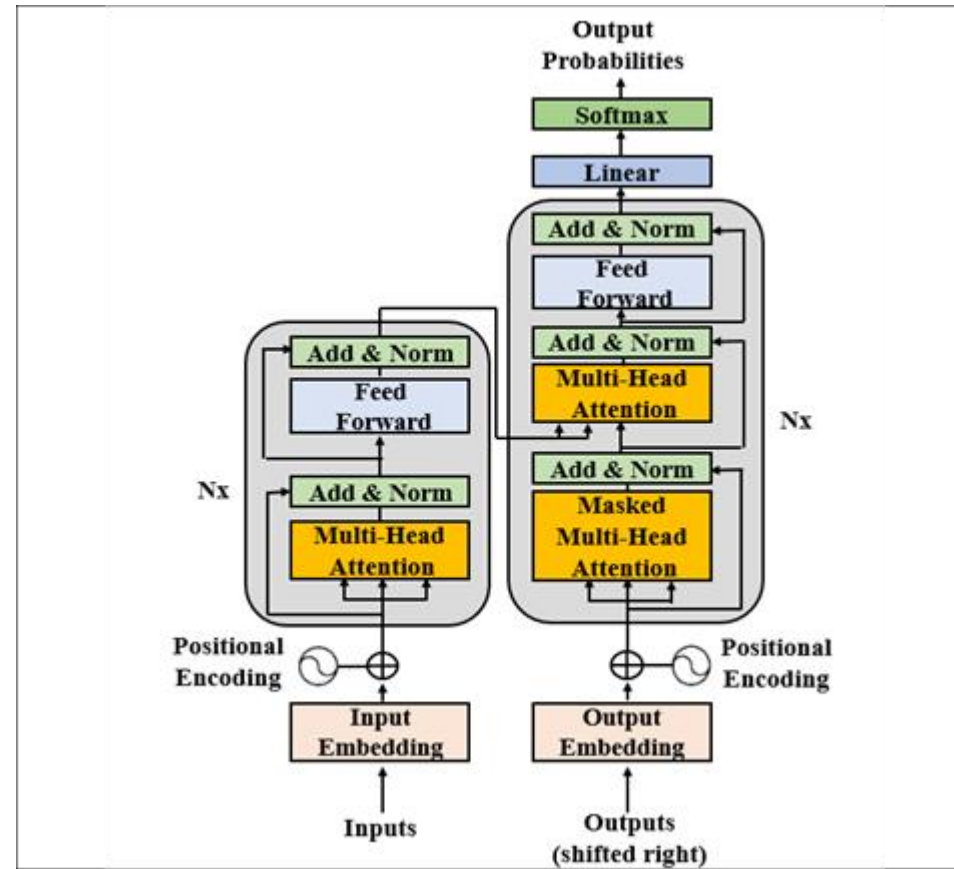 Output
Probabilities
Softmax
Linear
Add & Norm
Feed
Forward
Add & Norm
Multi-Head
Attention
Nx
Add & Norm
Masked
Multi-Head
Attention
Add & Norm
Feed
Forward
Nx
Add & Norm
Multi-Head
Attention
Positional
Encoding
Positional
Encoding
Input
Embedding
Output
Embedding
Inputs
Outputs
(shifted right)